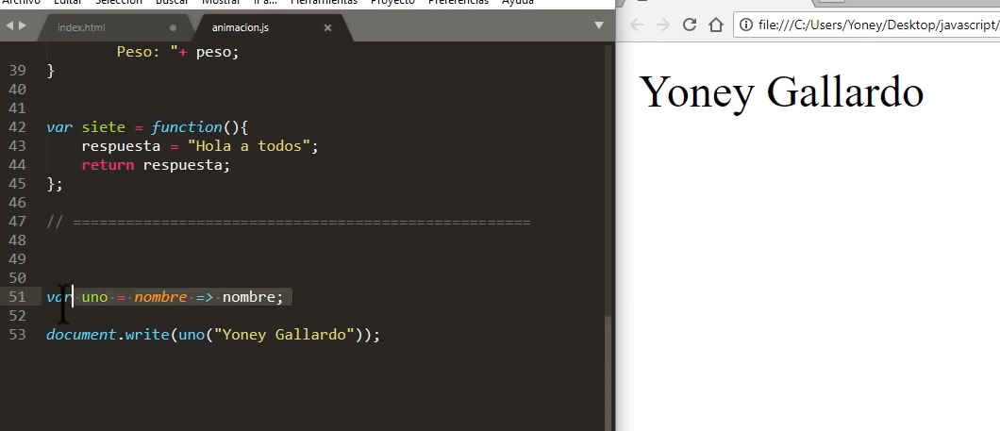 Archivo Editar Selección Buscar Mostrar Ir a... Herramientas Proyecto Preferencias Ayuda
index.html animacion.js ×
file:///C:/Users/Yoney/Desktop/javascript/
Yoney Gallardo
Peso: "+ peso;
39 }
40
41
42 var siete = function(){
43 respuesta = "Hola a todos";
44 return respuesta;
45 };
46
47 // ====================================================
48
49
50
51 var uno = nombre => nombre;
52
53 document.write(uno("Yoney Gallardo"));